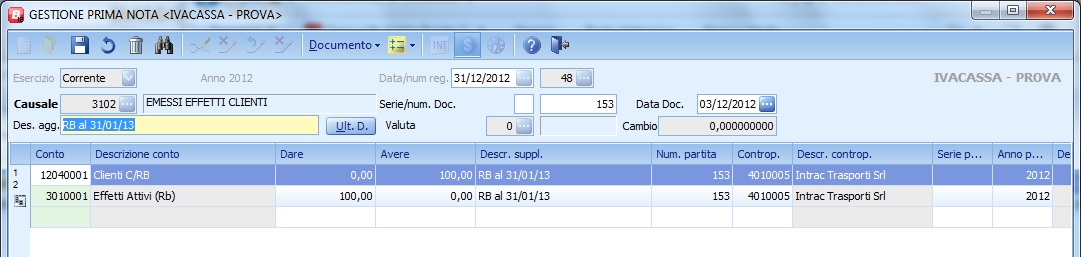 GESTIONE PRIMA NOTA <IVACASSA - PROVA>
Documento INT $
Esercizio Corrente Anno 2012 Data/num reg. 31/12/2012 48 IVACASSA - PROVA
Causale 3102 EMESSI EFFETTI CLIENTI Serie/num. Doc. 153 Data Doc. 03/12/2012
Des. agg. RB al 31/01/13 Ult. D. Valuta 0 Cambio 0,000000000
Conto Descrizione conto Dare Avere Descr. suppl. Num. partita Controp. Descr. controp. Serie p... Anno p... De
1 12040001 Clienti C/RB 0,00 100,00 RB al 31/01/13 153 4010005 Intrac Trasporti Srl 2012
2 3010001 Effetti Attivi (Rb) 100,00 0,00 RB al 31/01/13 153 4010005 Intrac Trasporti Srl 2012